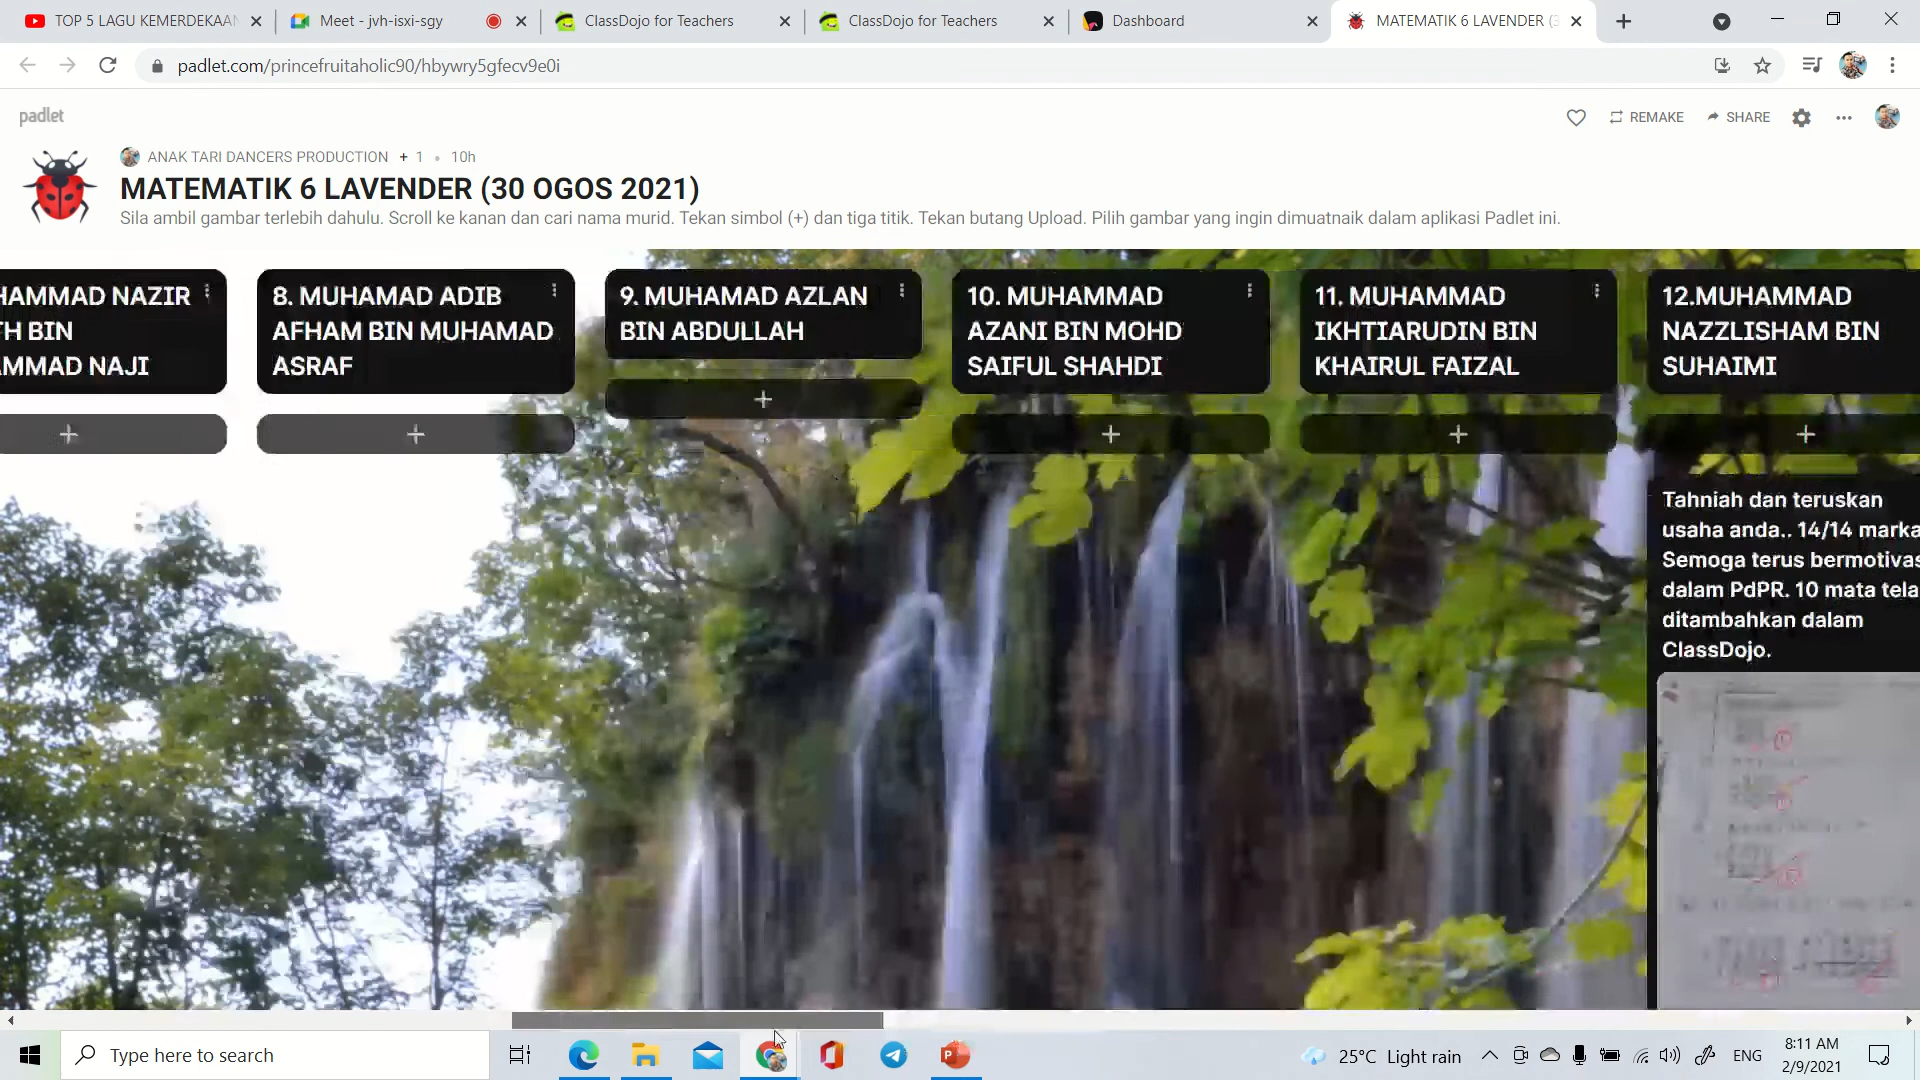 TOP 5 LAGU KEMERDEKAAN
Meet - jvh-isxi-sgy
ClassDojo for Teachers
ClassDojo for Teachers
Dashboard
MATEMATIK 6 LAVENDER (3
padlet.com/princefruitaholic90/hbywry5gfecv9e0i
padlet
REMAKE
SHARE
ANAK TARI DANCERS PRODUCTION + 1 • 10h
MATEMATIK 6 LAVENDER (30 OGOS 2021)
Sila ambil gambar terlebih dahulu. Scroll ke kanan dan cari nama murid. Tekan simbol (+) dan tiga titik. Tekan butang Upload. Pilih gambar yang ingin dimuatnaik dalam aplikasi Padlet ini.
HAMMAD NAZIR
TH BIN
AMMAD NAJI
8. MUHAMAD ADIB
AFHAM BIN MUHAMAD
ASRAF
9. MUHAMAD AZLAN
BIN ABDULLAH
10. MUHAMMAD
AZANI BIN MOHD
SAIFUL SHAHDI
11. MUHAMMAD
IKHTIARUDIN BIN
KHAIRUL FAIZAL
12.MUHAMMAD
NAZZLISHAM BIN
SUHAIMI
Tahniah dan teruskan
usaha anda.. 14/14 marka
Semoga terus bermotivas
dalam PdPR. 10 mata tela
ditambahkan dalam
ClassDojo.
Type here to search
25°C Light rain
ENG
8:11 AM
2/9/2021